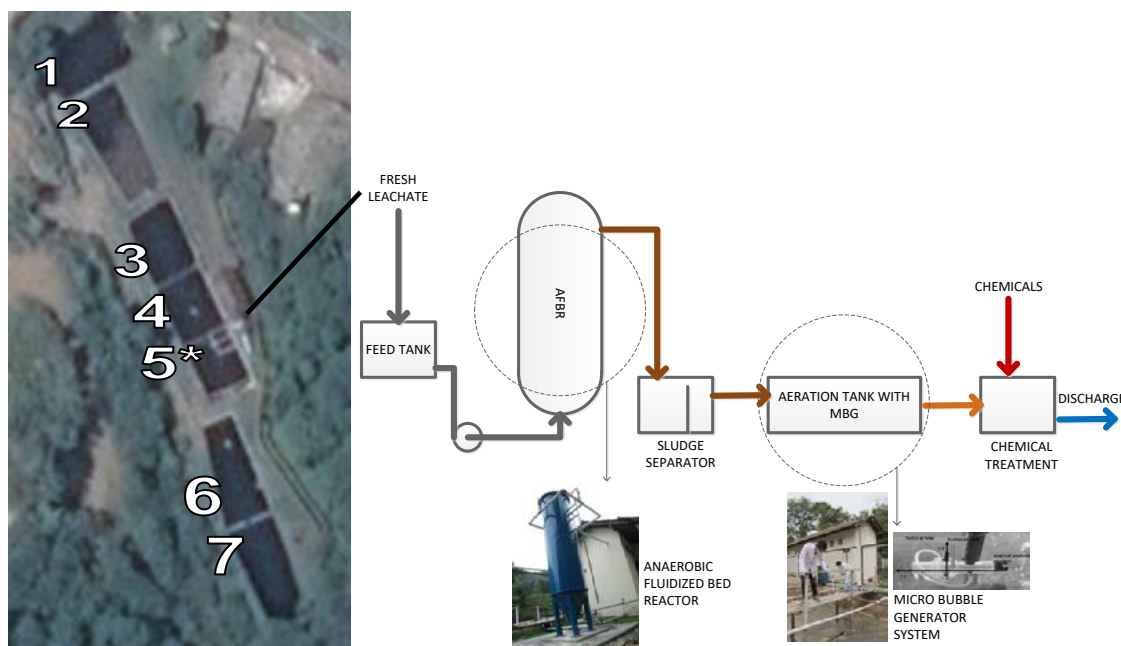 1
2
3
4
5*
6
7
FRESH
LEACHATE
FEED TANK
AFBR
SLUDGE
SEPARATOR
AERATION TANK WITH
MBG
CHEMICALS
DISCHARGE
CHEMICAL
TREATMENT
ANAEROBIC
FLUIDIZED BED
REACTOR
MICRO BUBBLE
GENERATOR
SYSTEM